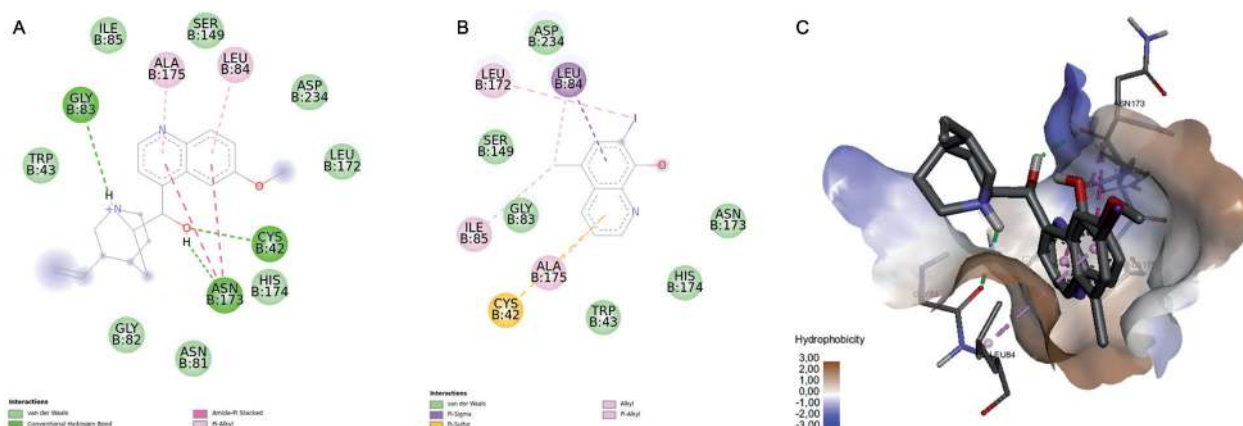 A
ILE
B:85
SER
B:149
ALA
B:175
LEU
B:84
GLY
B:83
ASP
B:234
TRP
B:43
LEU
B:172
N
H
+N
O
O
H
CYS
B:42
ASN
B:173
HIS
B:174
GLY
B:82
ASN
B:81
Interactions
van der Waals
Conventional Hydrogen Bond
Amide-Pi Stacked
Pi-Alkyl
B
ASP
B:234
LEU
B:172
LEU
B:84
I
SER
B:149
O
GLY
B:83
N
ILE
B:85
ASN
B:173
ALA
B:175
HIS
B:174
CYS
B:42
TRP
B:43
Interactions
van der Waals
Pi-Sigma
Pi-Sulfur
Alkyl
Pi-Alkyl
C
SN173
LEU84
Hydrophobicity
3,00
2,00
1,00
0,00
-1,00
-2,00
-3,00